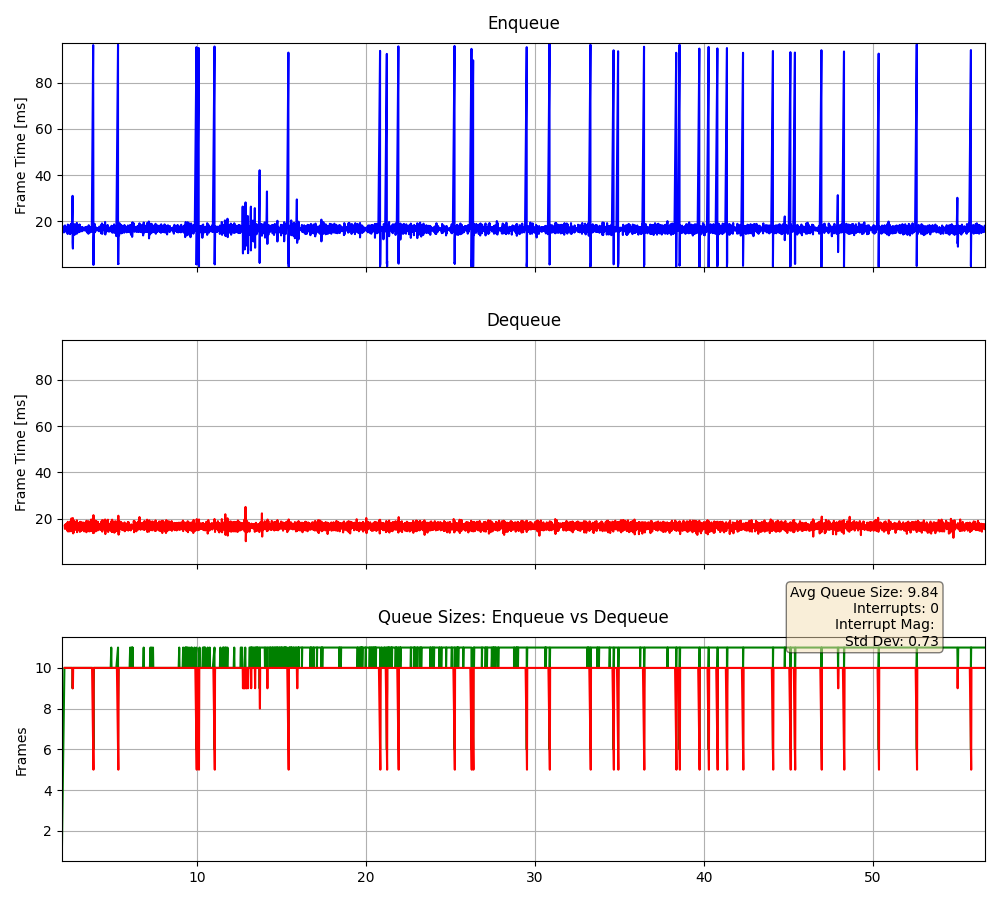 Enqueue
Frame Time [ms]
80
60
40
20
Dequeue
Frame Time [ms]
80
60
40
20
Avg Queue Size: 9.84
Interrupts: 0
Interrupt Mag:
Std Dev: 0.73
Queue Sizes: Enqueue vs Dequeue
Frames
10
8
6
4
2
10 20 30 40 50